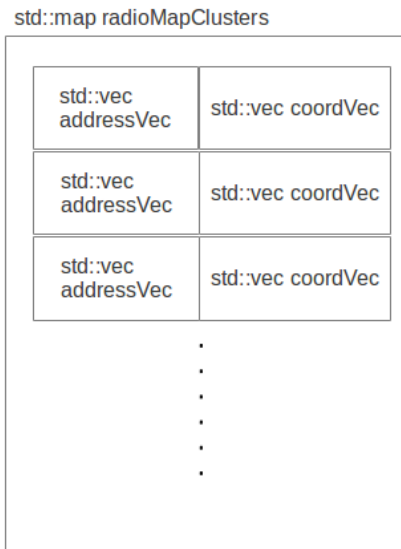 std::map radioMapClusters
std::vec
addressVec
std::vec coordVec
std::vec
addressVec
std::vec coordVec
std::vec
addressVec
std::vec coordVec
.
.
.
.
.
.